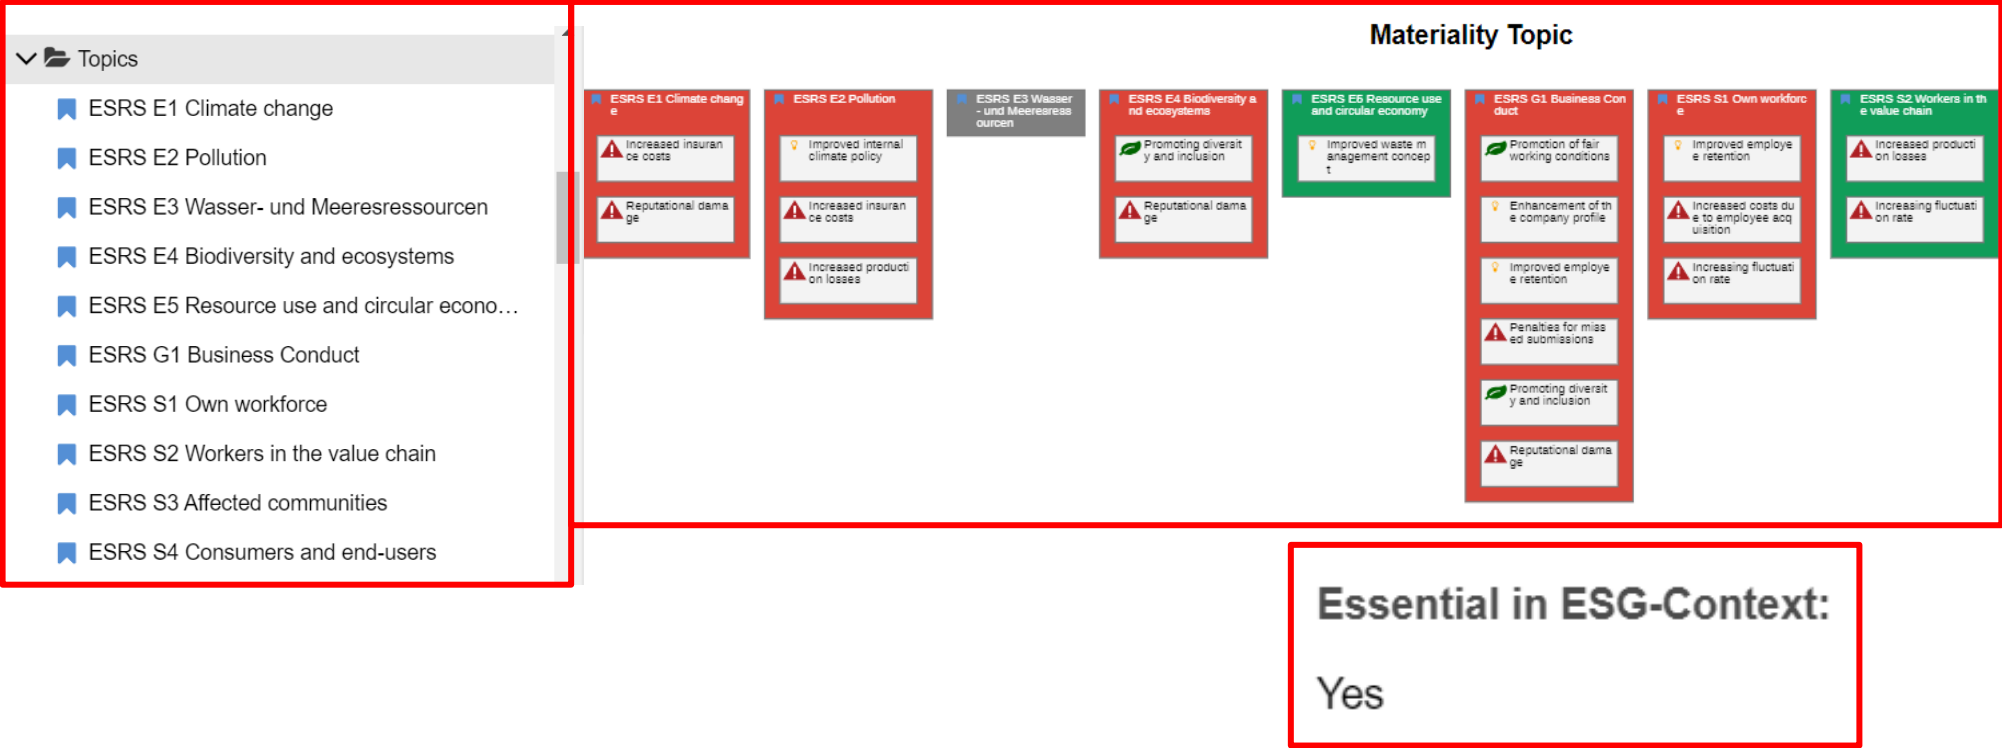 Topics
ESRS E1 Climate change
ESRS E2 Pollution
ESRS E3 Wasser- und Meeresressourcen
ESRS E4 Biodiversity and ecosystems
ESRS E5 Resource use and circular econo…
ESRS G1 Business Conduct
ESRS S1 Own workforce
ESRS S2 Workers in the value chain
ESRS S3 Affected communities
ESRS S4 Consumers and end-users
Materiality Topic
ESRS E1 Climate chang
e
Increased insuran
ce costs
Reputational dama
ge
ESRS E2 Pollution
Improved internal
climate policy
Increased insuran
ce costs
Increased producti
on losses
ESRS E3 Wasser
- und Meeresress
ourcen
ESRS E4 Biodiversity a
nd ecosystems
Promoting diversit
y and inclusion
Reputational dama
ge
ESRS E5 Resource use
and circular economy
Improved waste m
anagement concep
t
ESRS G1 Business Con
duct
Promotion of fair
working conditions
Enhancement of th
e company profile
Improved employe
e retention
Penalties for miss
ed submissions
Promoting diversit
y and inclusion
Reputational dama
ge
ESRS S1 Own workforc
e
Improved employe
e retention
Increased costs du
e to employee acq
uisition
Increasing fluctuati
on rate
ESRS S2 Workers in th
e value chain
Increased producti
on losses
Increasing fluctuati
on rate
Essential in ESG-Context:
Yes